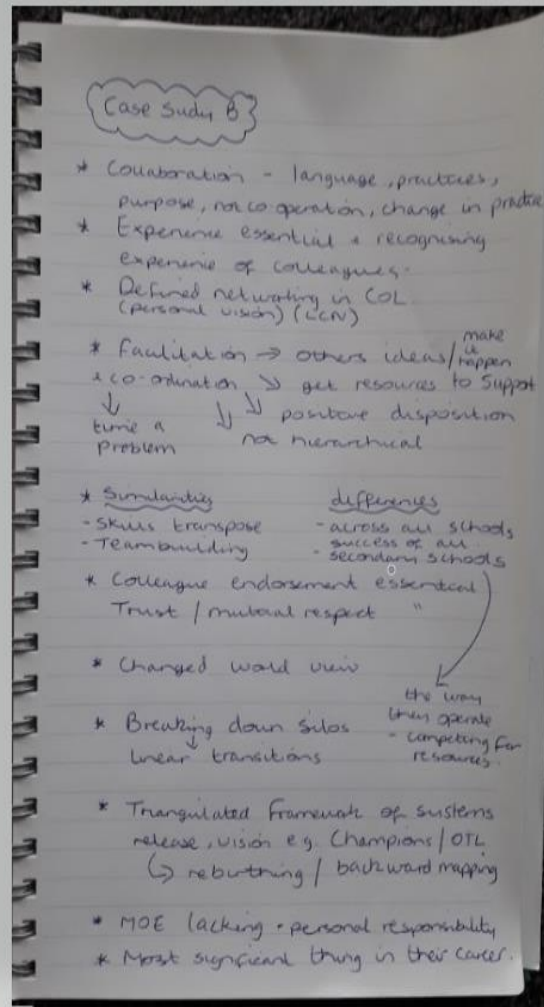 Case Sudy B
* Collaboration - language, practices,
purpose, not co operation, change in practice
* Experience essential + recognising
experience of colleagues.
* Defined networking in COL
(personal vision) (LCN)
* Facilitation → others ideas / make it happen
+ co-ordination ↘ get resources to support
↓ ↓↓ ↘ positive disposition
time a problem
not hierarchical
* Similarities differences
- Skills transpose - across all schools
- Teambuilding success of all
- secondary schools
* Colleague endorsement essential
Trust / mutual respect "
* Changed world view
the way
they operate
- competing for
resources.
* Breaking down silos
↓
linear transitions
* Triangulated framework of systems
release, vision e.g. Champions / OTL
↳ rebirthing / backward mapping
* MOE lacking · personal responsibility
* Most significant thing in their career.